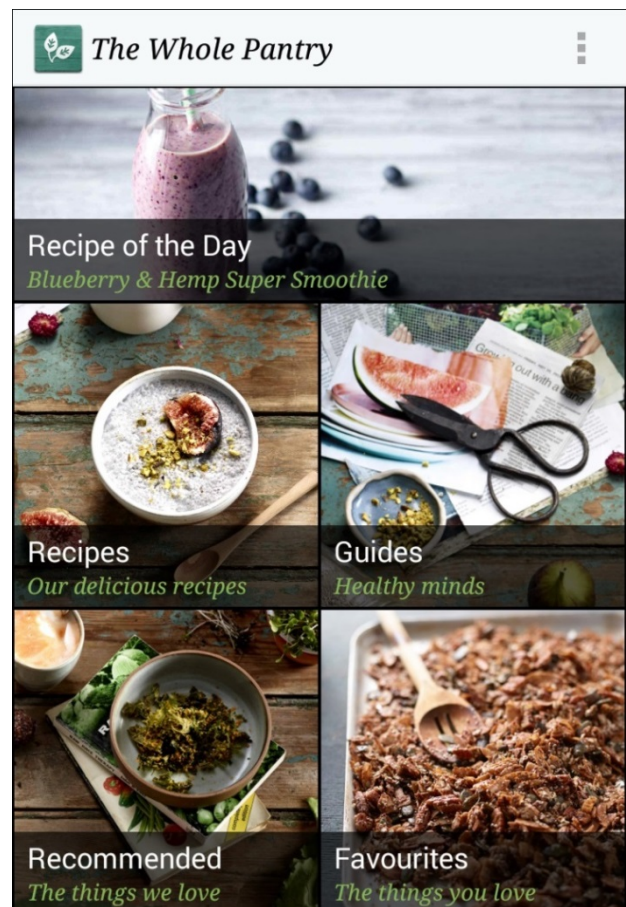 The Whole Pantry
Recipe of the Day
Blueberry & Hemp Super Smoothie
Recipes
Our delicious recipes
Guides
Healthy minds
Recommended
The things we love
Favourites
The things you love